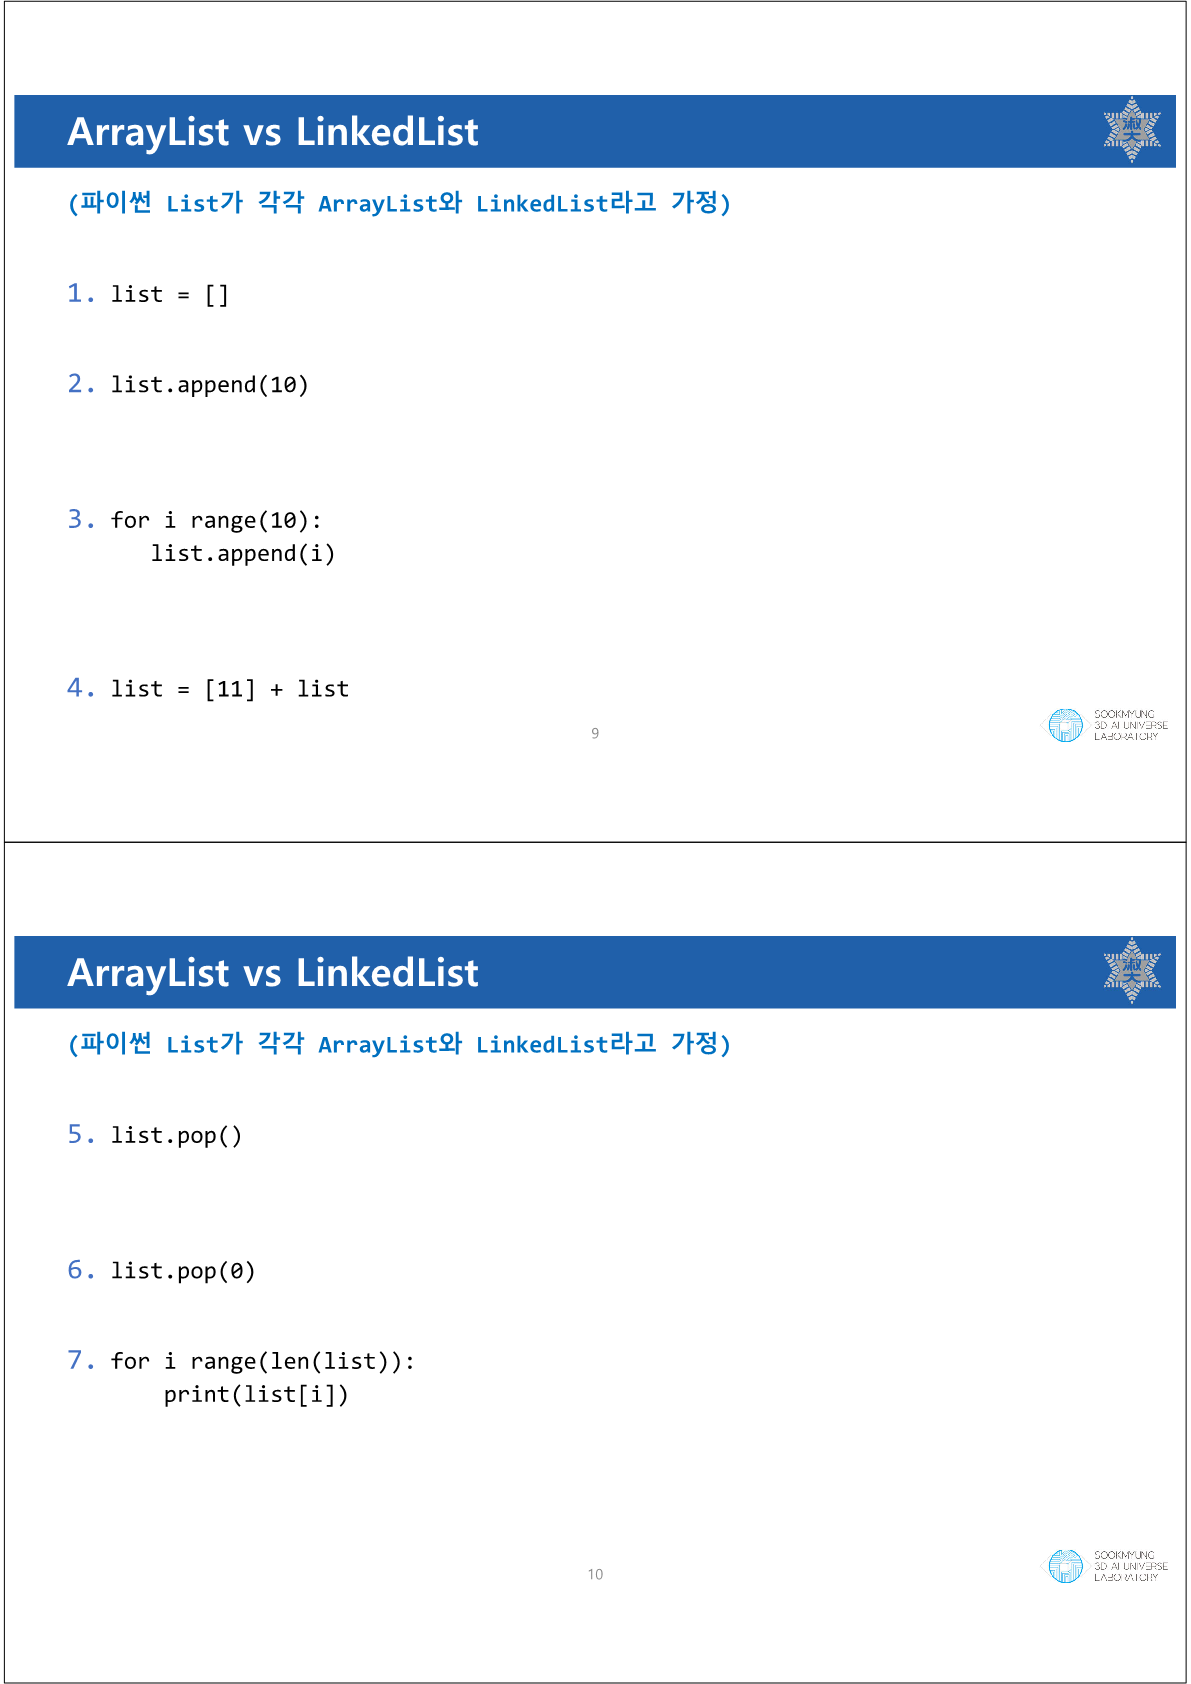 ArrayList vs LinkedList
(파이썬 List가 각각 ArrayList와 LinkedList라고 가정)
1. list = []
2. list.append(10)
3. for i range(10):
list.append(i)
4. list = [11] + list
9
SOOKMYUNG
3D AI UNIVERSE
LABORATORY
ArrayList vs LinkedList
(파이썬 List가 각각 ArrayList와 LinkedList라고 가정)
5. list.pop()
6. list.pop(0)
7. for i range(len(list)):
print(list[i])
10
SOOKMYUNG
3D AI UNIVERSE
LABORATORY